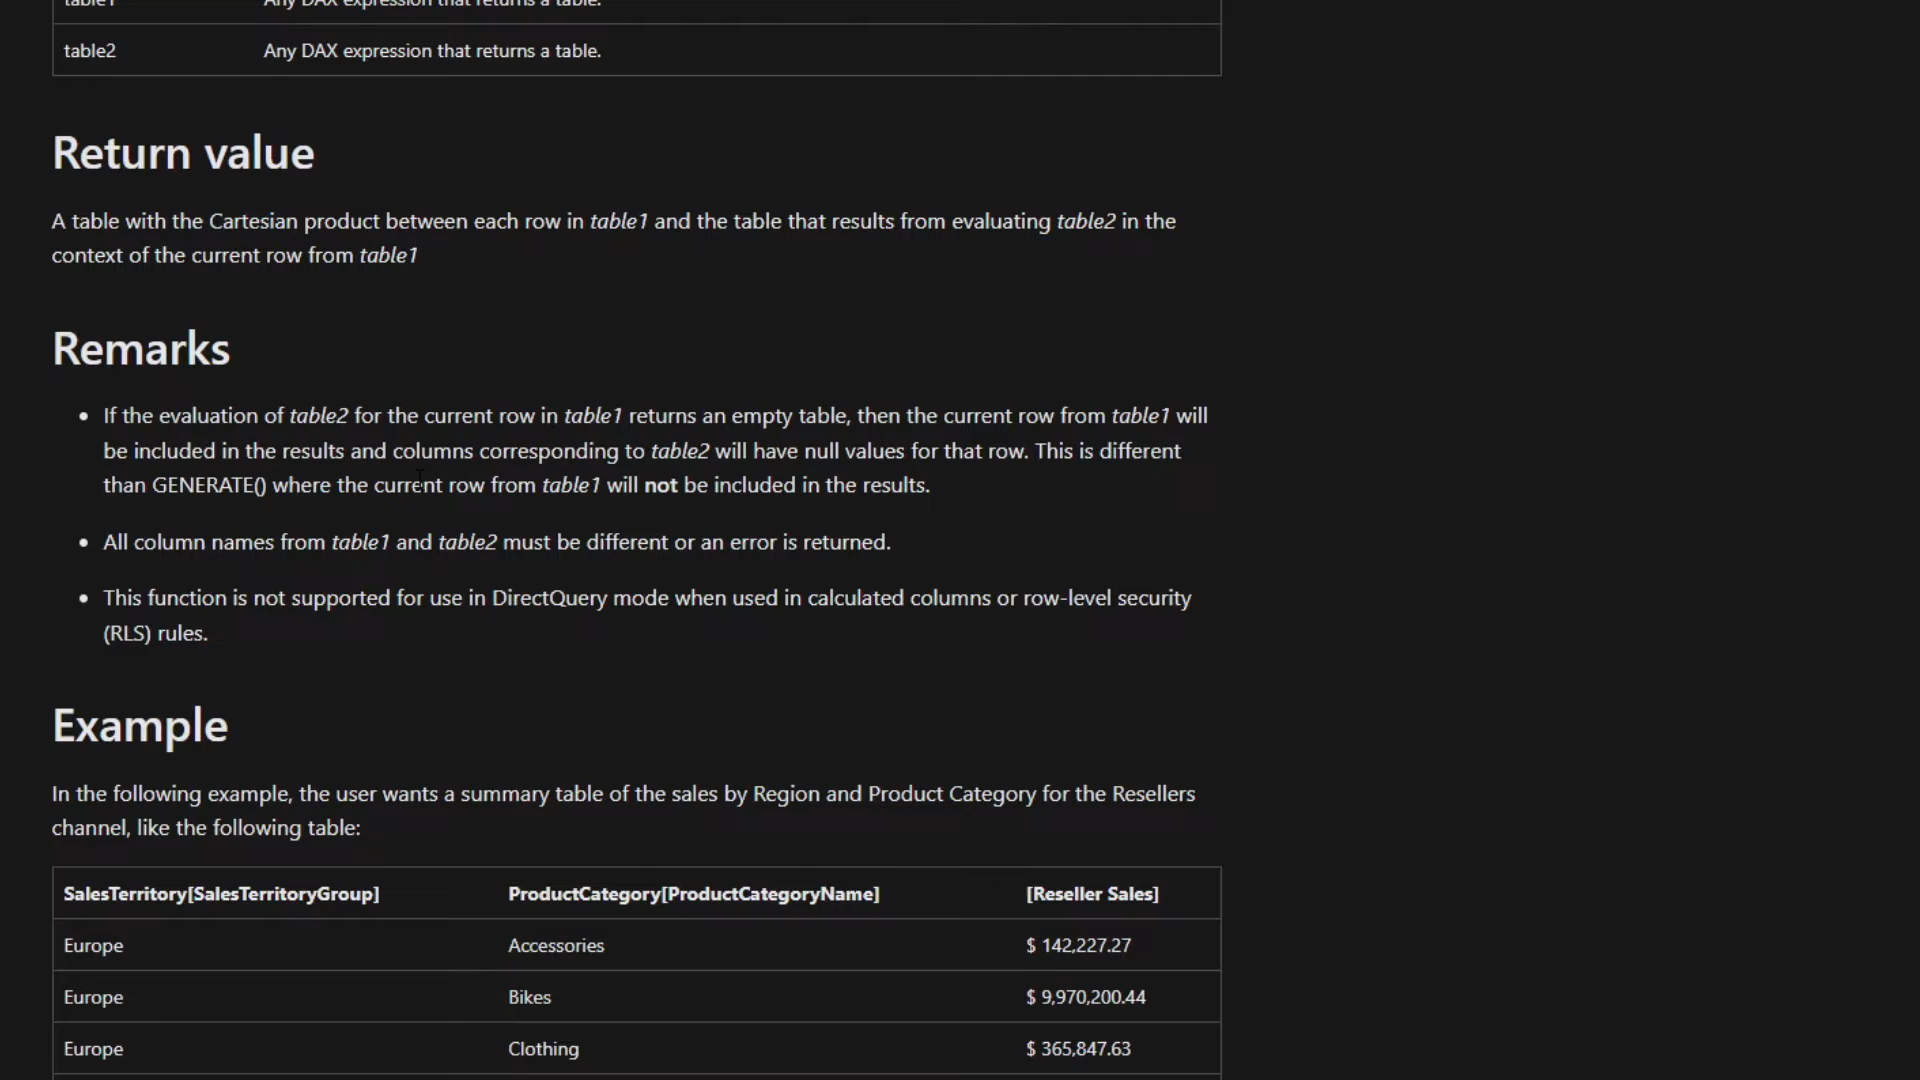 table1 Any DAX expression that returns a table.
table2 Any DAX expression that returns a table.
Return value
A table with the Cartesian product between each row in table1 and the table that results from evaluating table2 in the
context of the current row from table1
Remarks
• If the evaluation of table2 for the current row in table1 returns an empty table, then the current row from table1 will
be included in the results and columns corresponding to table2 will have null values for that row. This is different
than GENERATE() where the current row from table1 will not be included in the results.
• All column names from table1 and table2 must be different or an error is returned.
• This function is not supported for use in DirectQuery mode when used in calculated columns or row-level security
(RLS) rules.
Example
In the following example, the user wants a summary table of the sales by Region and Product Category for the Resellers
channel, like the following table:
SalesTerritory[SalesTerritoryGroup] ProductCategory[ProductCategoryName] [Reseller Sales]
Europe Accessories $ 142,227.27
Europe Bikes $ 9,970,200.44
Europe Clothing $ 365,847.63